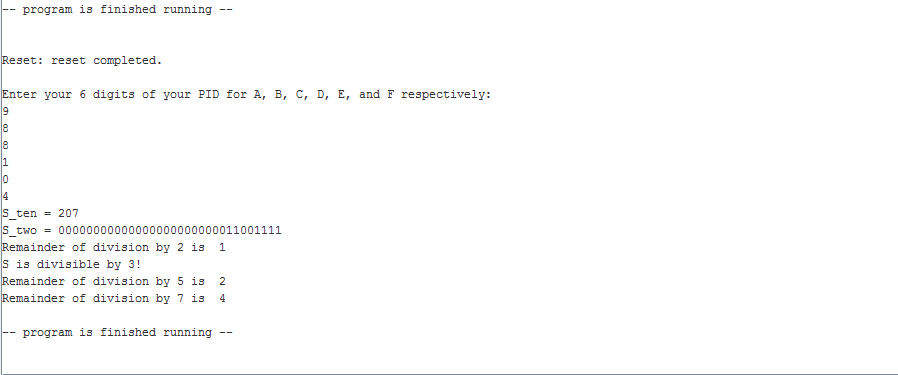 -- program is finished running --
Reset: reset completed.
Enter your 6 digits of your PID for A, B, C, D, E, and F respectively:
9
8
8
1
0
4
S_ten = 207
S_two = 00000000000000000000000011001111
Remainder of division by 2 is  1
S is divisible by 3!
Remainder of division by 5 is  2
Remainder of division by 7 is  4
-- program is finished running --